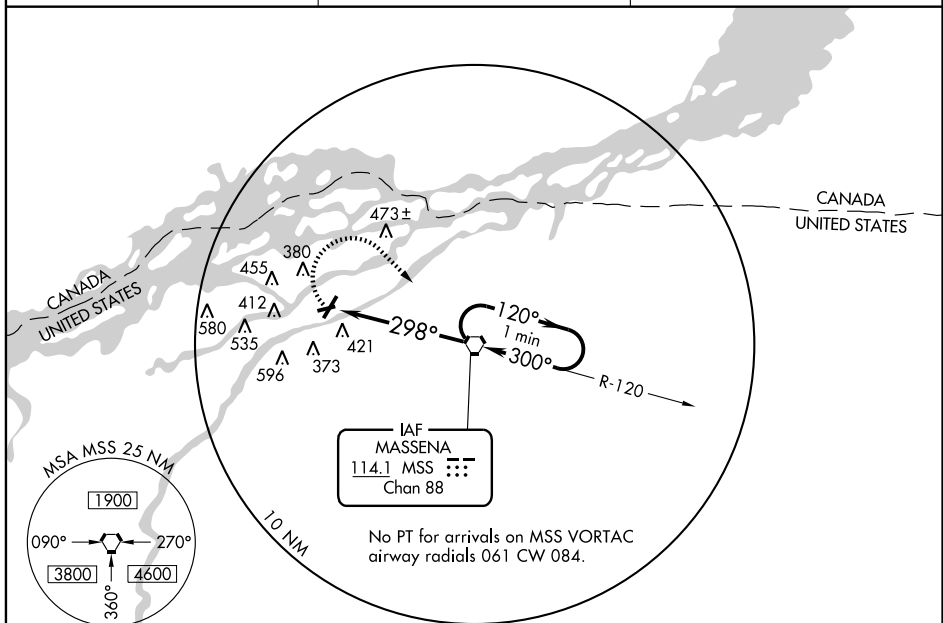 CANADA
UNITED STATES
473±
380
455
CANADA
UNITED STATES
412
580
535
421
596
373
298°
120°
1 min
300°
R-120
IAF
MASSENA
114.1 MSS
Chan 88
10 NM
No PT for arrivals on MSS VORTAC
airway radials 061 CW 084.
MSA MSS 25 NM
1900
090°
270°
3800
4600
360°